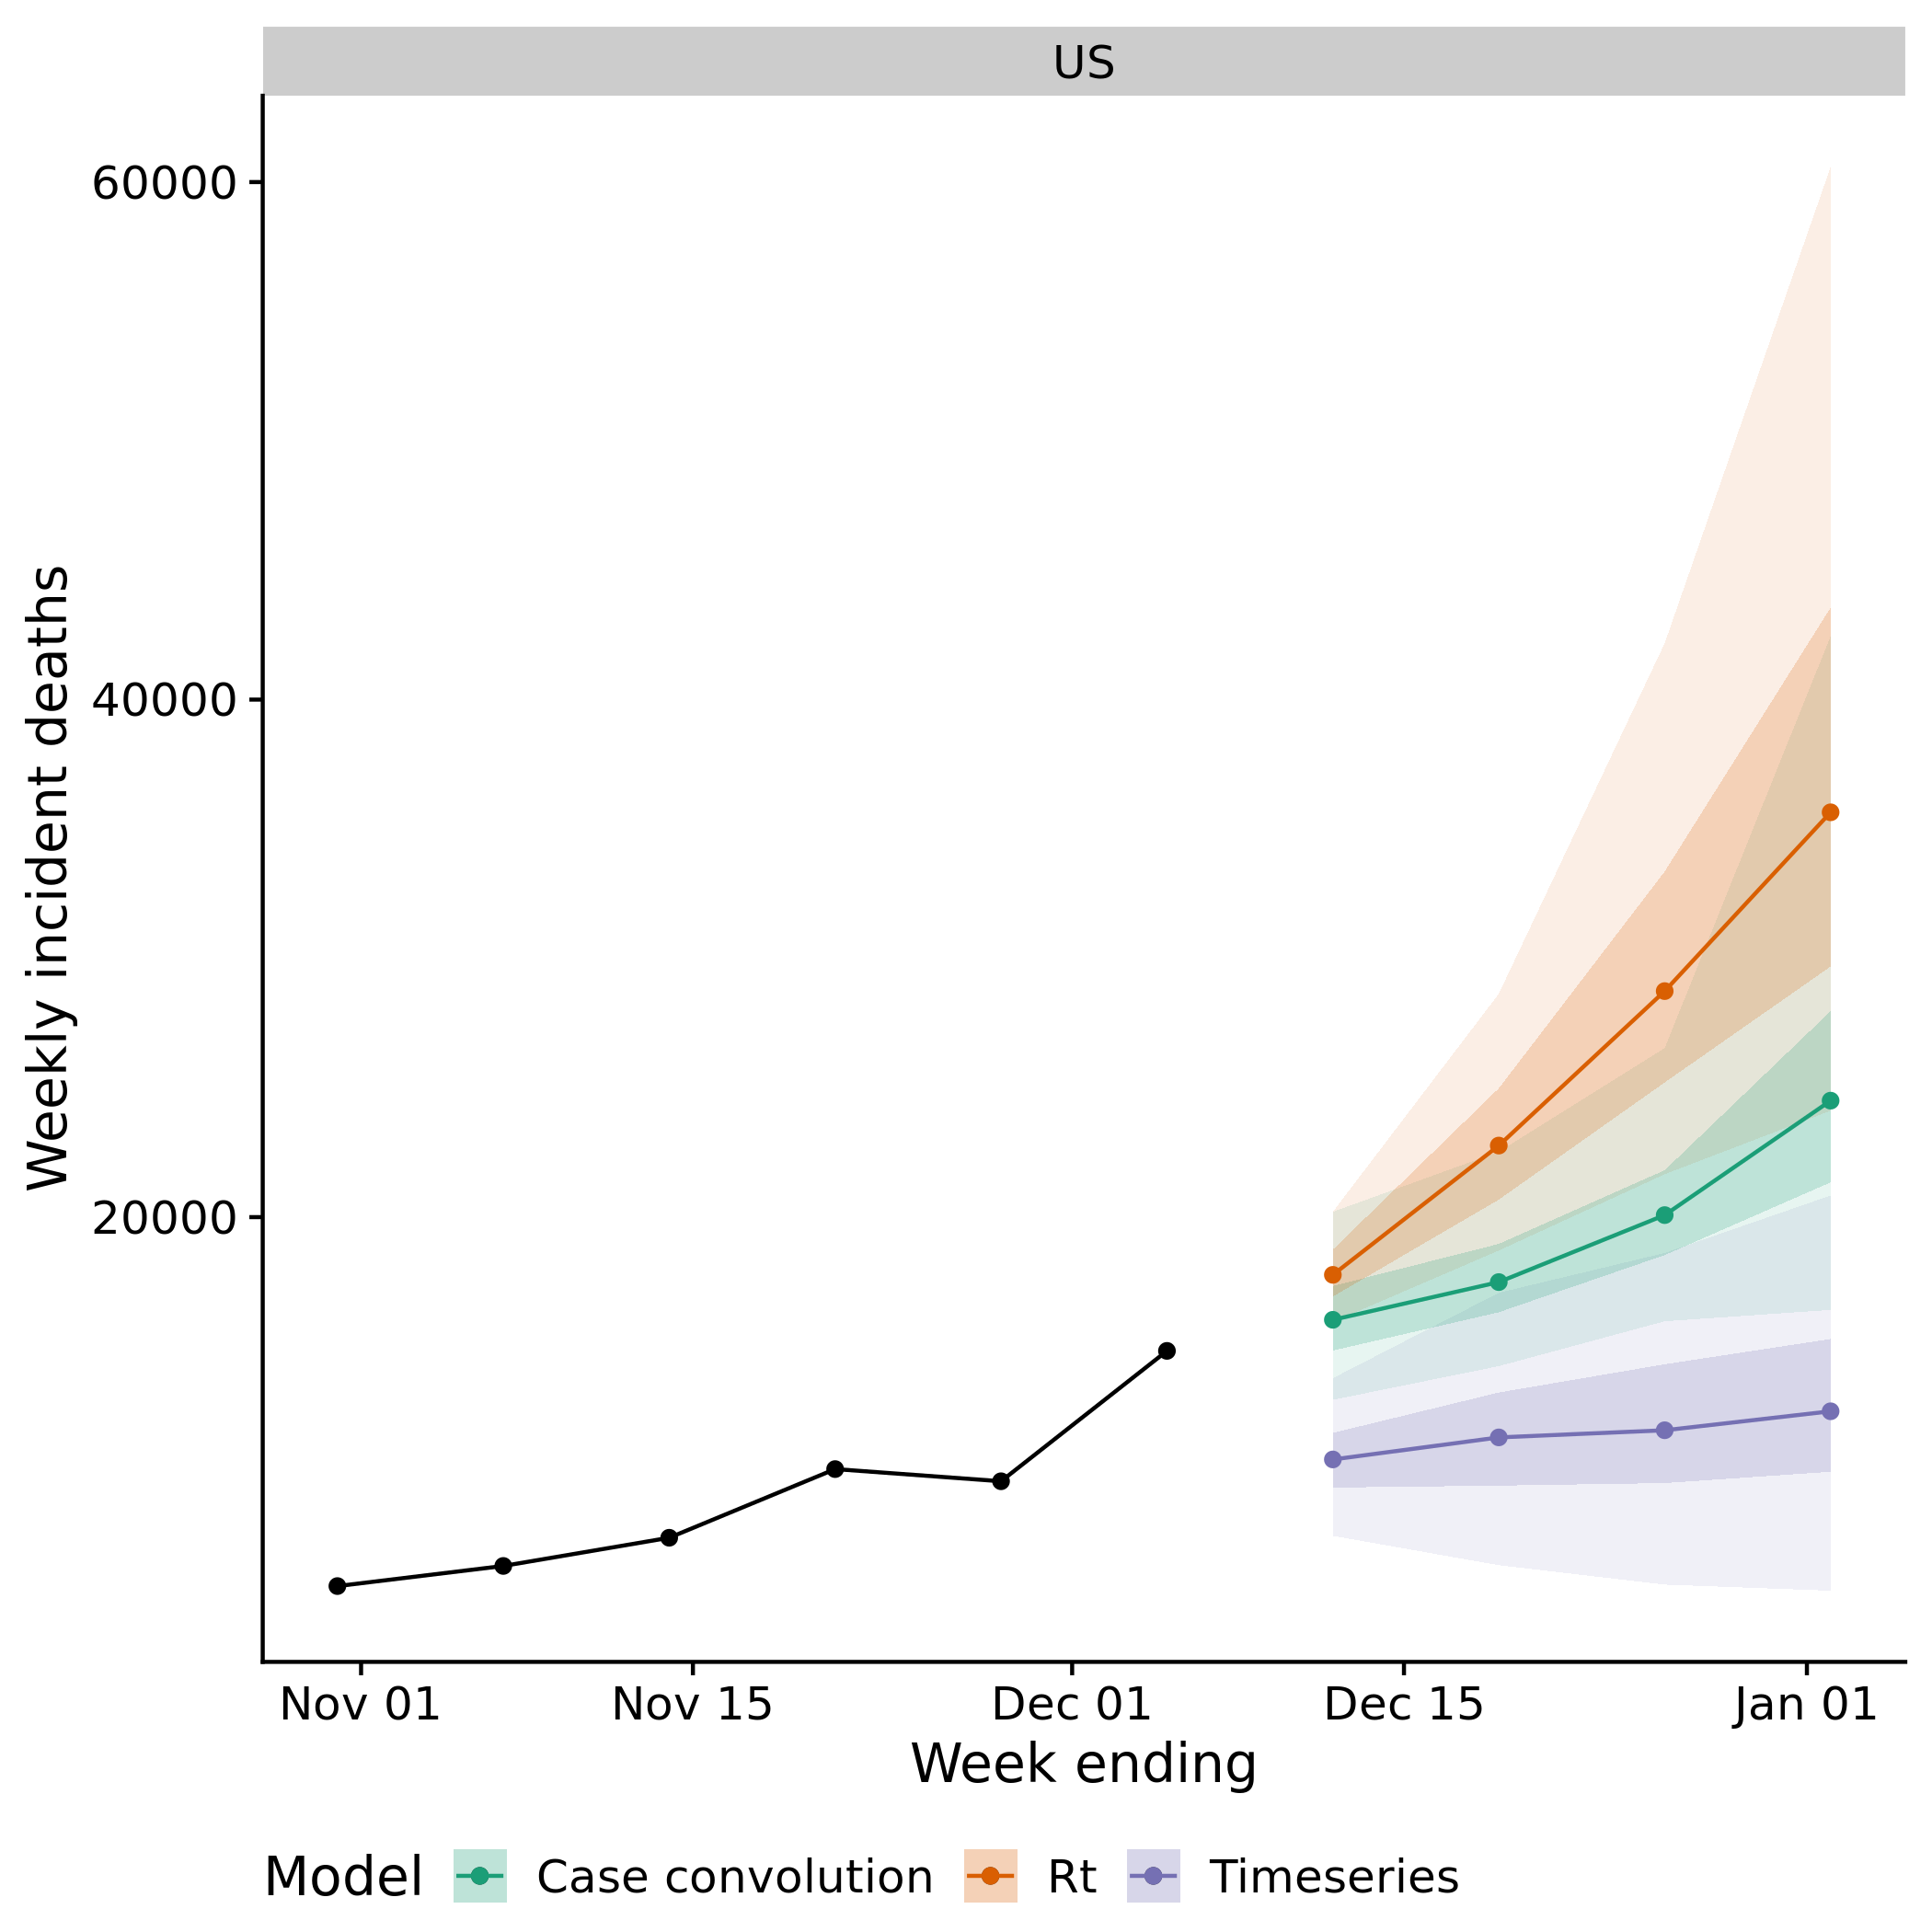 US
60000
40000
20000
Weekly incident deaths
Nov 01 Nov 15 Dec 01 Dec 15 Jan 01
Week ending
Model Case convolution Rt Timeseries